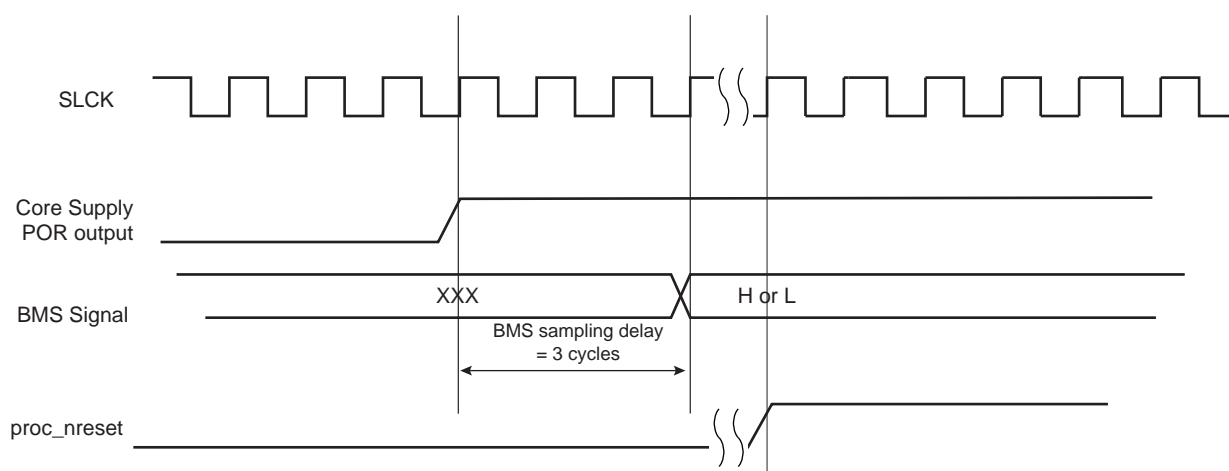 SLCK
Core Supply
POR output
BMS Signal
XXX
H or L
BMS sampling delay
= 3 cycles
proc_nreset